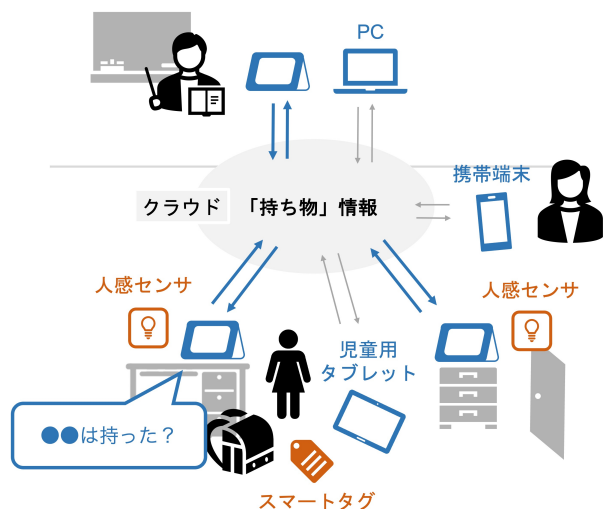 PC
携帯端末
クラウド 「持ち物」情報
人感センサ
人感センサ
児童用
タブレット
●●は持った?
スマートタグ